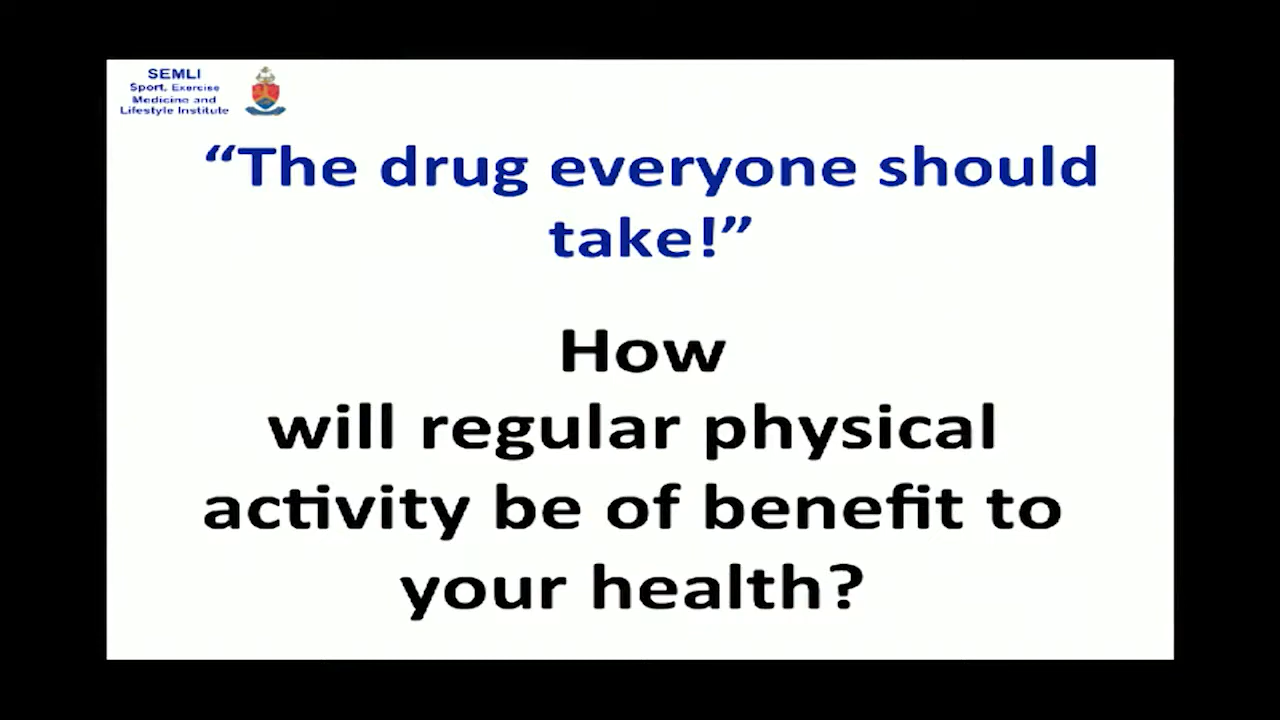 SEMLI
Sport, Exercise
Medicine and
Lifestyle Institute
“The drug everyone should
take!”
How
will regular physical
activity be of benefit to
your health?